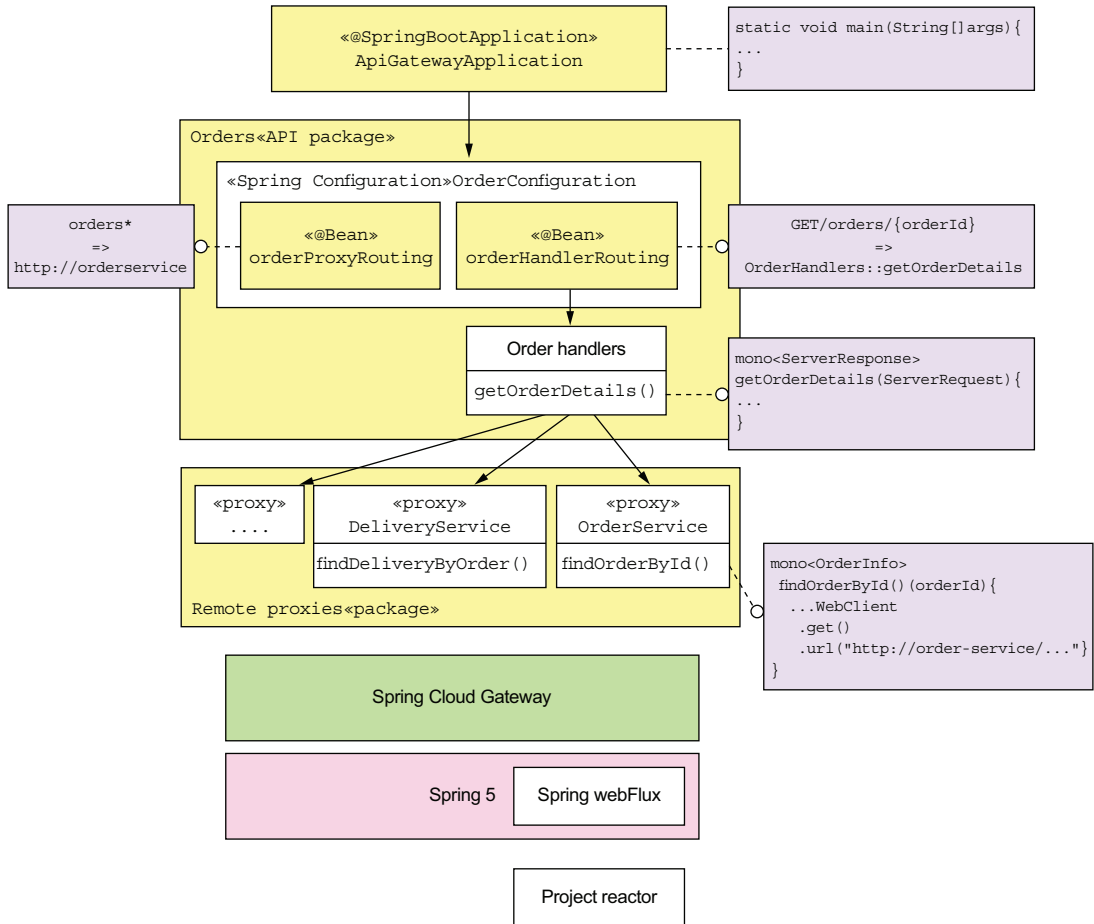 «@SpringBootApplication»
ApiGatewayApplication
static void main(String[]args){
...
}
Orders«API package»
«Spring Configuration»OrderConfiguration
orders*
=>
http://orderservice
«@Bean»
orderProxyRouting
«@Bean»
orderHandlerRouting
GET/orders/{orderId}
=>
OrderHandlers::getOrderDetails
Order handlers
getOrderDetails()
mono<ServerResponse>
getOrderDetails(ServerRequest){
...
}
«proxy»
....
«proxy»
DeliveryService
findDeliveryByOrder()
«proxy»
OrderService
findOrderById()
Remote proxies«package»
mono<OrderInfo>
findOrderById()(orderId){
...WebClient
.get()
.url("http://order-service/..."}
}
Spring Cloud Gateway
Spring 5
Spring webFlux
Project reactor